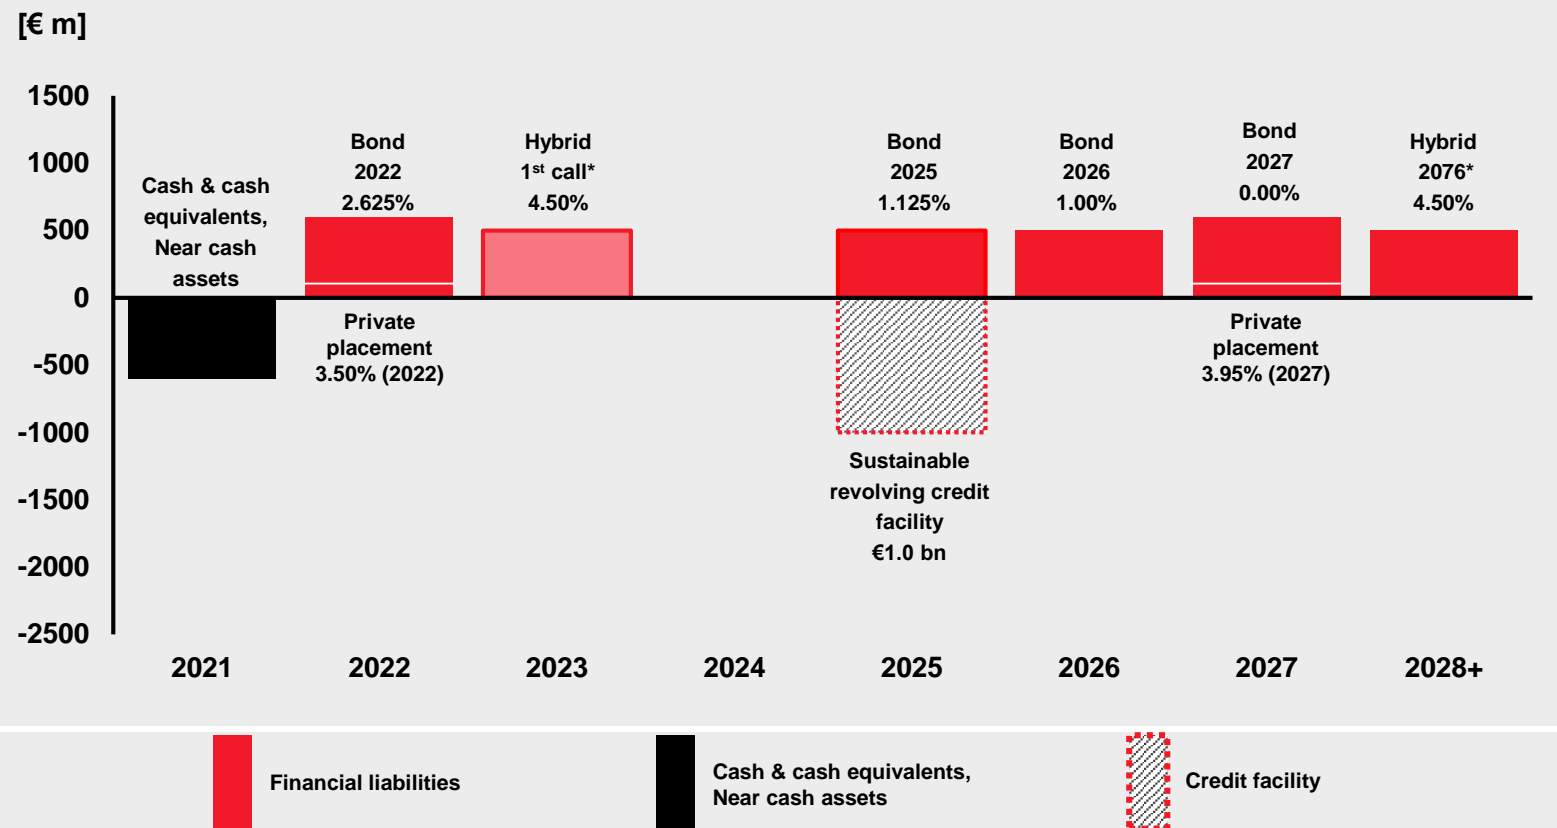 [€ m]
1500
1000
500
0
-500
-1000
-1500
-2000
-2500
Cash & cash
equivalents,
Near cash
assets
Bond
2022
2.625%
Private
placement
3.50% (2022)
Hybrid
1st call*
4.50%
Bond
2025
1.125%
Sustainable
revolving credit
facility
€1.0 bn
Bond
2026
1.00%
Bond
2027
0.00%
Private
placement
3.95% (2027)
Hybrid
2076*
4.50%
2021
2022
2023
2024
2025
2026
2027
2028+
Financial liabilities
Cash & cash equivalents,
Near cash assets
Credit facility